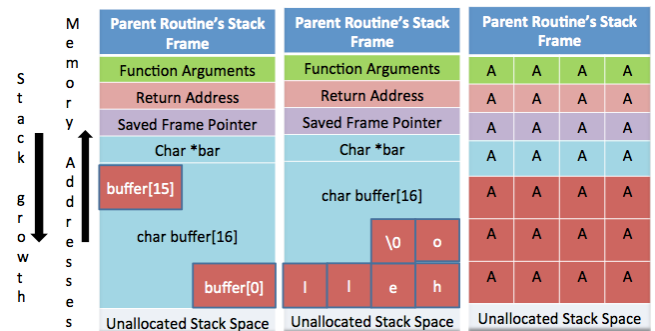 Stack growth
Memory Addresses
Parent Routine's Stack
Frame
Function Arguments
Return Address
Saved Frame Pointer
Char *bar
buffer[15]
char buffer[16]
buffer[0]
Unallocated Stack Space
Parent Routine's Stack
Frame
Function Arguments
Return Address
Saved Frame Pointer
Char *bar
char buffer[16]
\0 o
l l e h
Unallocated Stack Space
Parent Routine's Stack
Frame
A A A A
A A A A
A A A A
A A A A
A A A A
A A A A
A A A A
Unallocated Stack Space